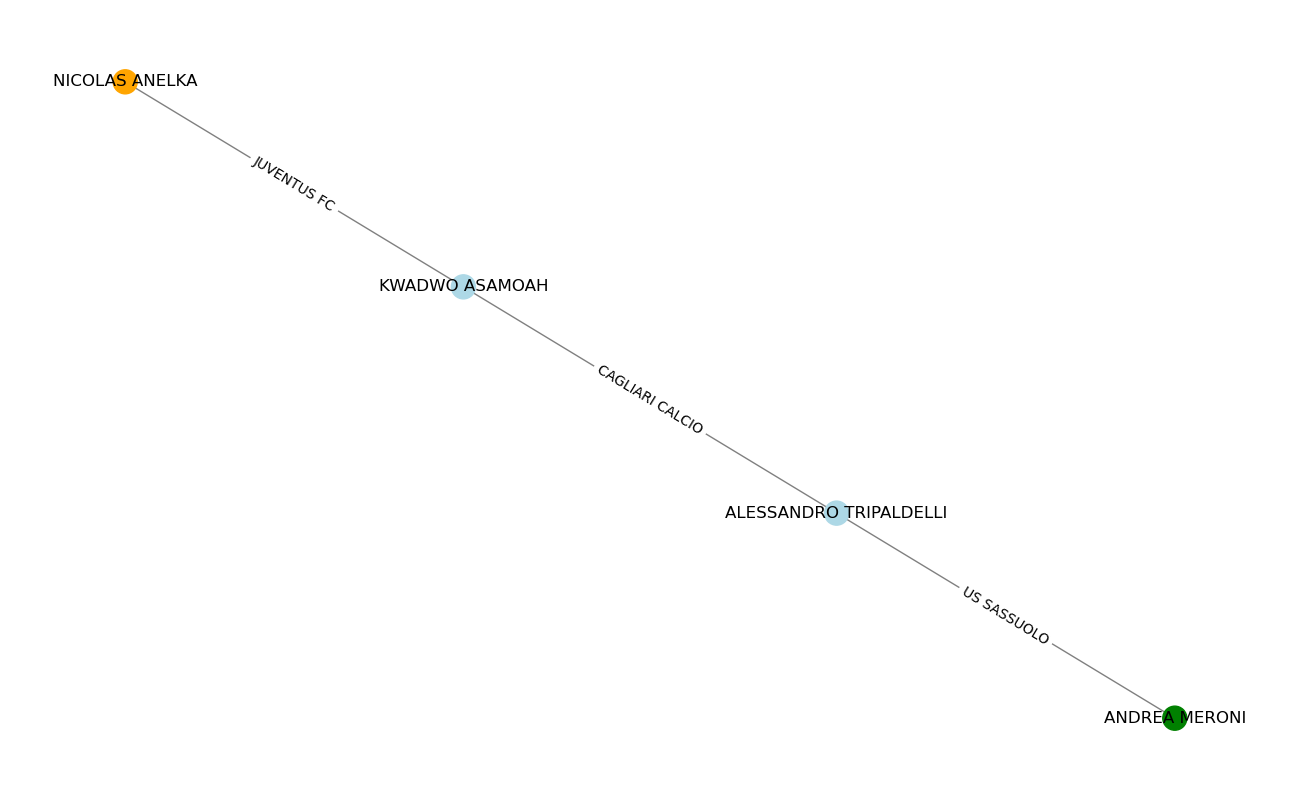 NICOLAS ANELKA
JUVENTUS FC
KWADWO ASAMOAH
CAGLIARI CALCIO
ALESSANDRO TRIPALDELLI
US SASSUOLO
ANDREA MERONI